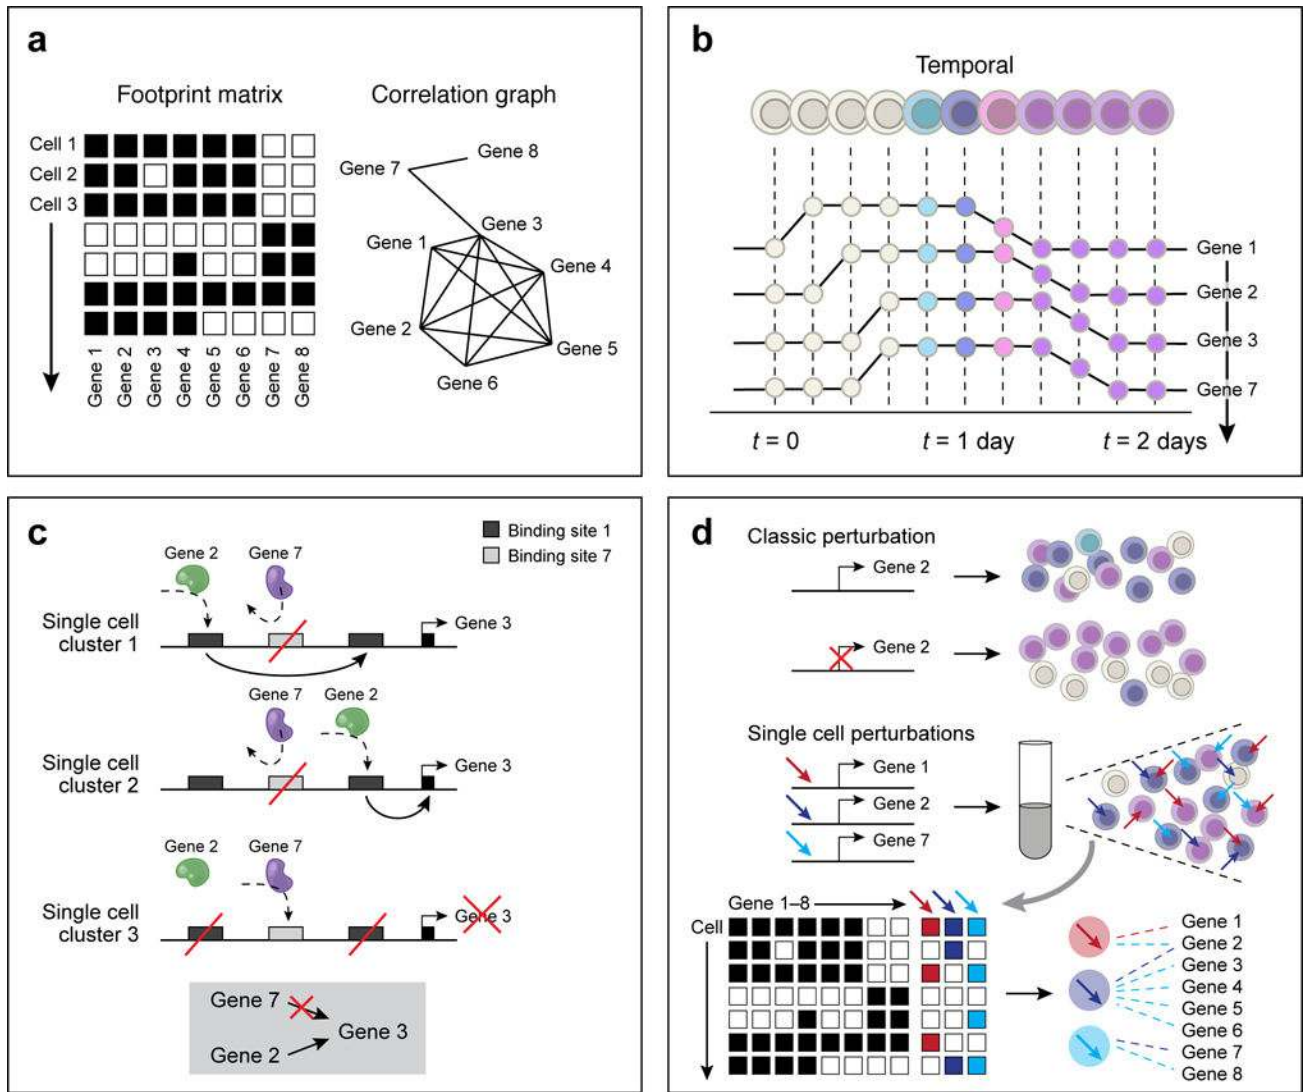 a
Footprint matrix
Correlation graph
Cell 1
Cell 2
Cell 3
Gene 1
Gene 2
Gene 3
Gene 4
Gene 5
Gene 6
Gene 7
Gene 8
Gene 8
Gene 7
Gene 3
Gene 1
Gene 4
Gene 2
Gene 5
Gene 6
b
Temporal
Gene 1
Gene 2
Gene 3
Gene 7
t = 0
t = 1 day
t = 2 days
c
Binding site 1
Binding site 7
Gene 2
Gene 7
Single cell
cluster 1
Gene 3
Gene 7
Gene 2
Single cell
cluster 2
Gene 3
Gene 2
Gene 7
Single cell
cluster 3
Gene 3
Gene 7
Gene 3
Gene 2
d
Classic perturbation
Gene 2
Gene 2
Single cell perturbations
Gene 1
Gene 2
Gene 7
Gene 1–8
Cell
Gene 1
Gene 2
Gene 3
Gene 4
Gene 5
Gene 6
Gene 7
Gene 8